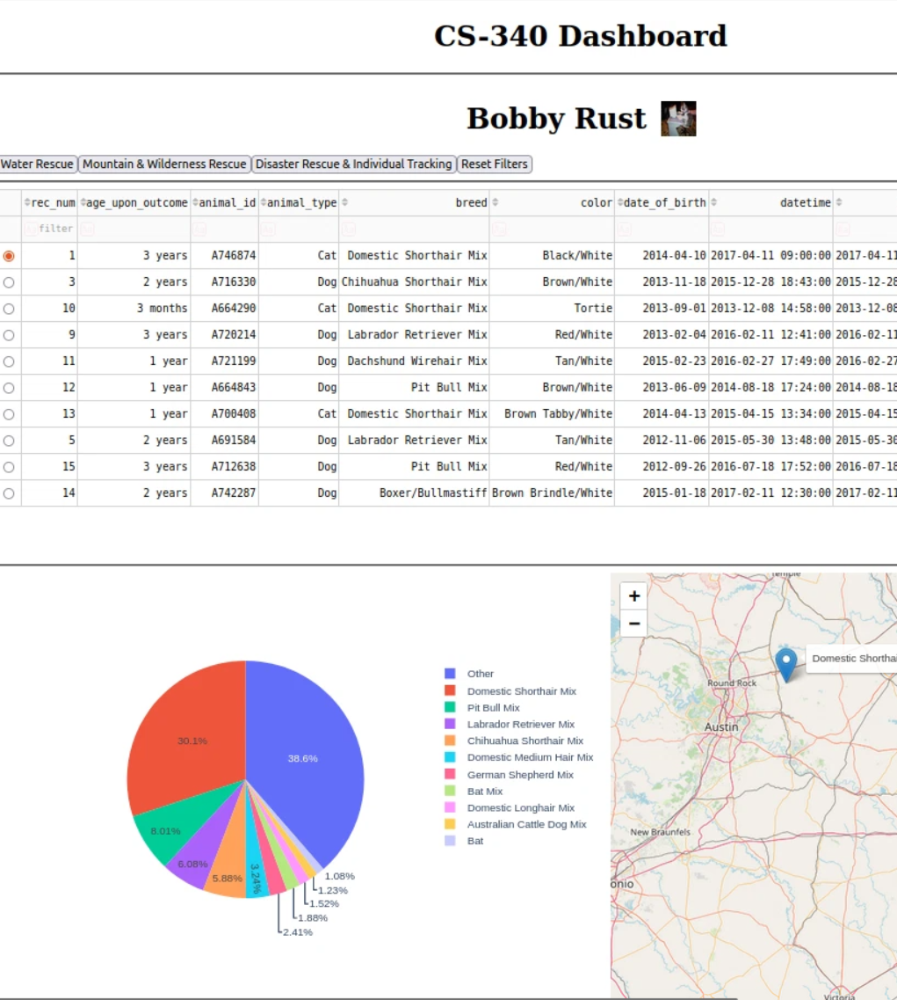 CS-340 Dashboard
Bobby Rust
Water Rescue Mountain & Wilderness Rescue Disaster Rescue & Individual Tracking Reset Filters
rec_num age_upon_outcome animal_id animal_type breed color date_of_birth datetime
Aa filter Aa Aa Aa Aa Aa Aa Aa Aa
1 3 years A746874 Cat Domestic Shorthair Mix Black/White 2014-04-10 2017-04-11 09:00:00 2017-04-11
3 2 years A716330 Dog Chihuahua Shorthair Mix Brown/White 2013-11-18 2015-12-28 18:43:00 2015-12-28
10 3 months A664290 Cat Domestic Shorthair Mix Tortie 2013-09-01 2013-12-08 14:58:00 2013-12-08
9 3 years A720214 Dog Labrador Retriever Mix Red/White 2013-02-04 2016-02-11 12:41:00 2016-02-11
11 1 year A721199 Dog Dachshund Wirehair Mix Tan/White 2015-02-23 2016-02-27 17:49:00 2016-02-27
12 1 year A664843 Dog Pit Bull Mix Brown/White 2013-06-09 2014-08-18 17:24:00 2014-08-18
13 1 year A700408 Cat Domestic Shorthair Mix Brown Tabby/White 2014-04-13 2015-04-15 13:34:00 2015-04-15
5 2 years A691584 Dog Labrador Retriever Mix Tan/White 2012-11-06 2015-05-30 13:48:00 2015-05-30
15 3 years A712638 Dog Pit Bull Mix Red/White 2012-09-26 2016-07-18 17:52:00 2016-07-18
14 2 years A742287 Dog Boxer/Bullmastiff Brown Brindle/White 2015-01-18 2017-02-11 12:30:00 2017-02-11
30.1%
38.6%
8.01%
6.08%
5.88%
3.24%
1.08%
1.23%
1.52%
1.88%
2.41%
Other
Domestic Shorthair Mix
Pit Bull Mix
Labrador Retriever Mix
Chihuahua Shorthair Mix
Domestic Medium Hair Mix
German Shepherd Mix
Bat Mix
Domestic Longhair Mix
Australian Cattle Dog Mix
Bat
+
−
Temple
Domestic Shorthai
Round Rock
Austin
New Braunfels
onio
Victoria